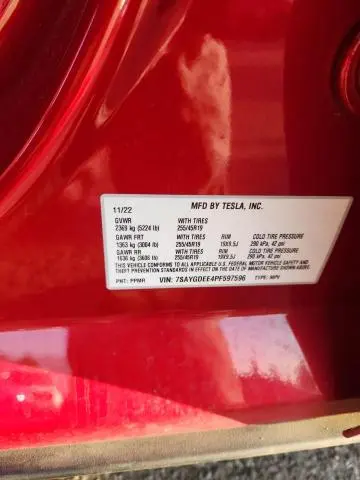 MFD BY TESLA, INC.
11/22
GVWR WITH TIRES
2369 kg (5224 lb) 255/45R19
GAWR FRT WITH TIRES RIM COLD TIRE PRESSURE
1363 kg (3004 lb) 255/45R19 19X9.5J 290 kPa, 42 psi
GAWR RR WITH TIRES RIM COLD TIRE PRESSURE
1636 kg (3606 lb) 255/45R19 19X9.5J 290 kPa, 42 psi
THIS VEHICLE CONFORMS TO ALL APPLICABLE U.S. FEDERAL MOTOR VEHICLE SAFETY AND
THEFT PREVENTION STANDARDS IN EFFECT ON THE DATE OF MANUFACTURE SHOWN ABOVE.
PNT: PPMR VIN: 7SAYGDEE4PF597596 TYPE: MPV